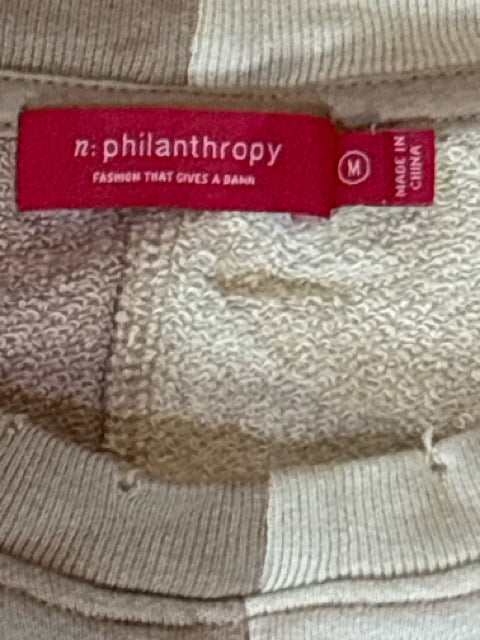 n: philanthropy
FASHION THAT GIVES A DAMN
M
MADE IN
CHINA